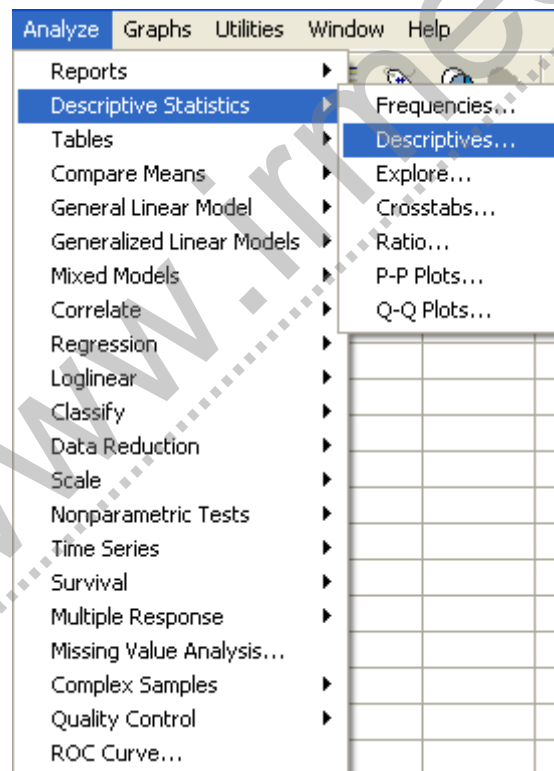 Analyze Graphs Utilities Window Help
Reports
Descriptive Statistics
Tables
Compare Means
General Linear Model
Generalized Linear Models
Mixed Models
Correlate
Regression
Loglinear
Classify
Data Reduction
Scale
Nonparametric Tests
Time Series
Survival
Multiple Response
Missing Value Analysis...
Complex Samples
Quality Control
ROC Curve...
Frequencies...
Descriptives...
Explore...
Crosstabs...
Ratio...
P-P Plots...
Q-Q Plots...